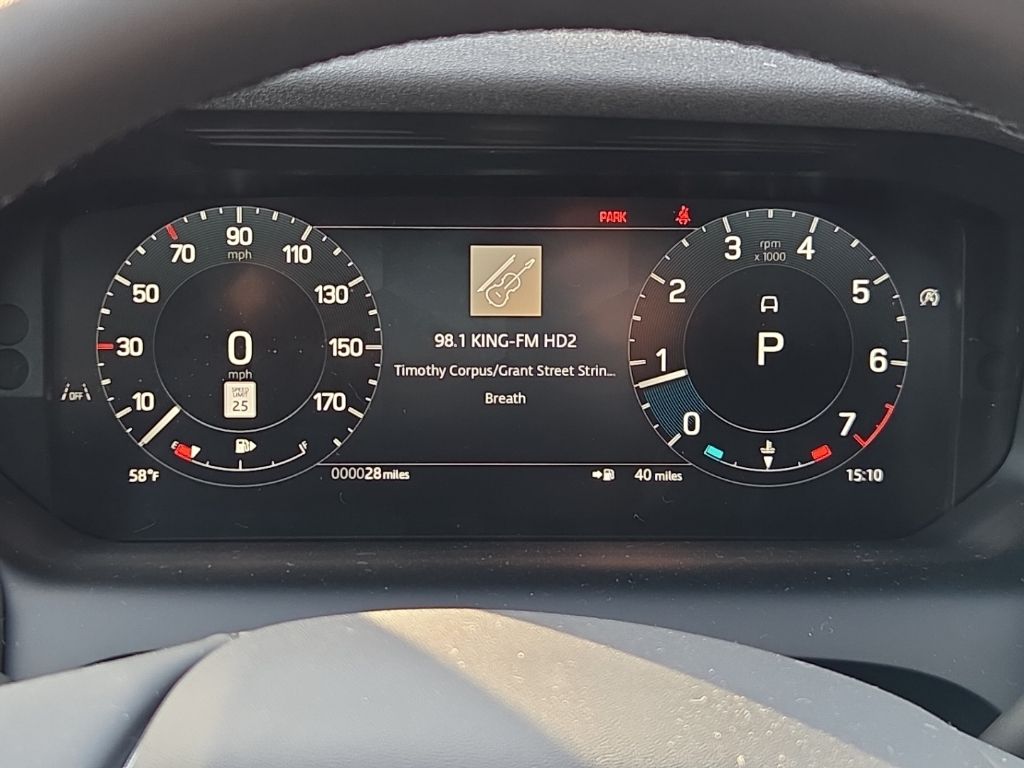 PARK
90
mph
70
110
50
130
30
150
10
170
0
mph
SPEED
LIMIT
25
E
F
98.1 KING-FM HD2
Timothy Corpus/Grant Street Strin...
Breath
rpm
x 1000
3
4
2
5
1
6
0
7
A
P
OFF
58°F
000028 miles
40 miles
15:10